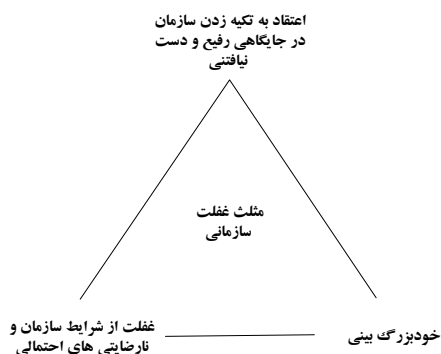 اعتقاد به تکیه زدن سازمان
در جایگاهی رفیع و دست
نیافتنی
مثلث غفلت
سازمانی
خودبزرگ بینی
غفلت از شرایط سازمان و
نارضایتی های احتمالی